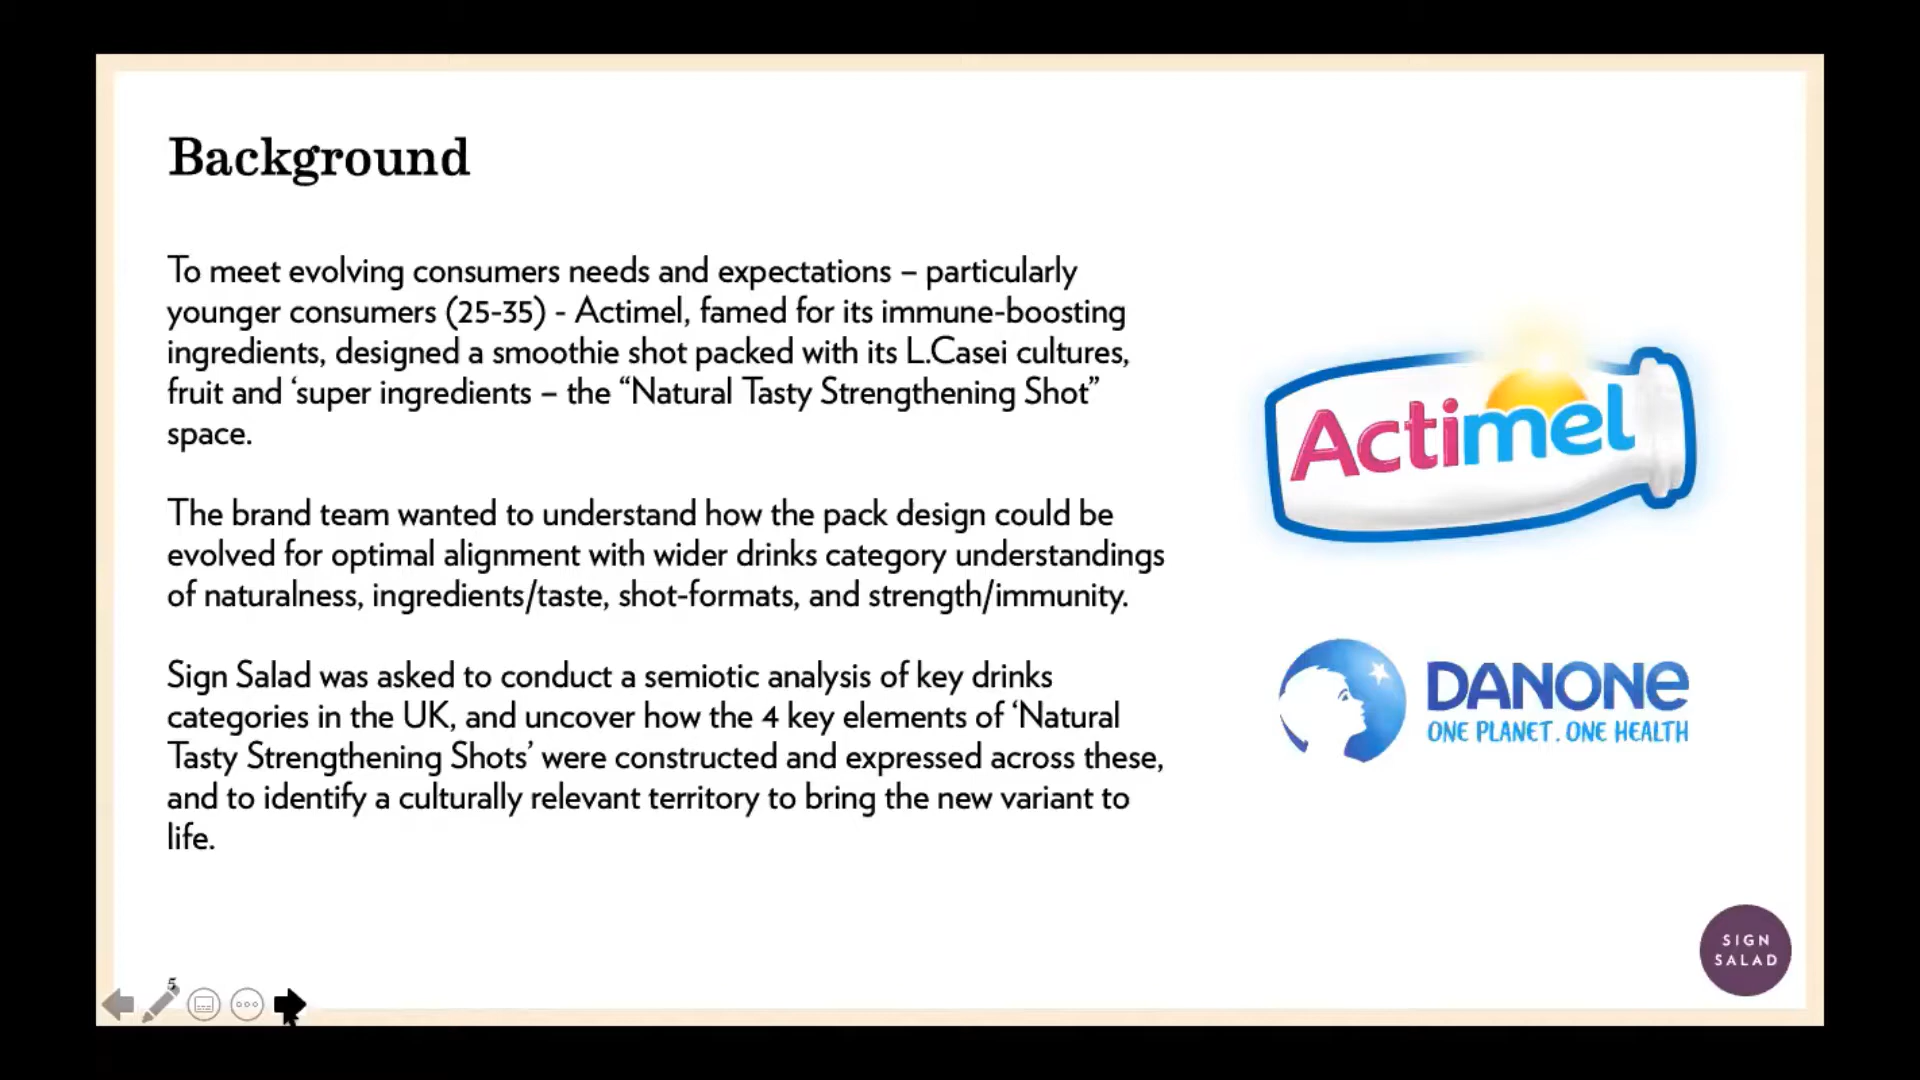 Background
To meet evolving consumers needs and expectations – particularly
younger consumers (25-35) - Actimel, famed for its immune-boosting
ingredients, designed a smoothie shot packed with its L.Casei cultures,
fruit and ‘super ingredients – the “Natural Tasty Strengthening Shot”
space.
The brand team wanted to understand how the pack design could be
evolved for optimal alignment with wider drinks category understandings
of naturalness, ingredients/taste, shot-formats, and strength/immunity.
Sign Salad was asked to conduct a semiotic analysis of key drinks
categories in the UK, and uncover how the 4 key elements of ‘Natural
Tasty Strengthening Shots’ were constructed and expressed across these,
and to identify a culturally relevant territory to bring the new variant to
life.
Actimel
DANONE
ONE PLANET. ONE HEALTH
SIGN
SALAD
5